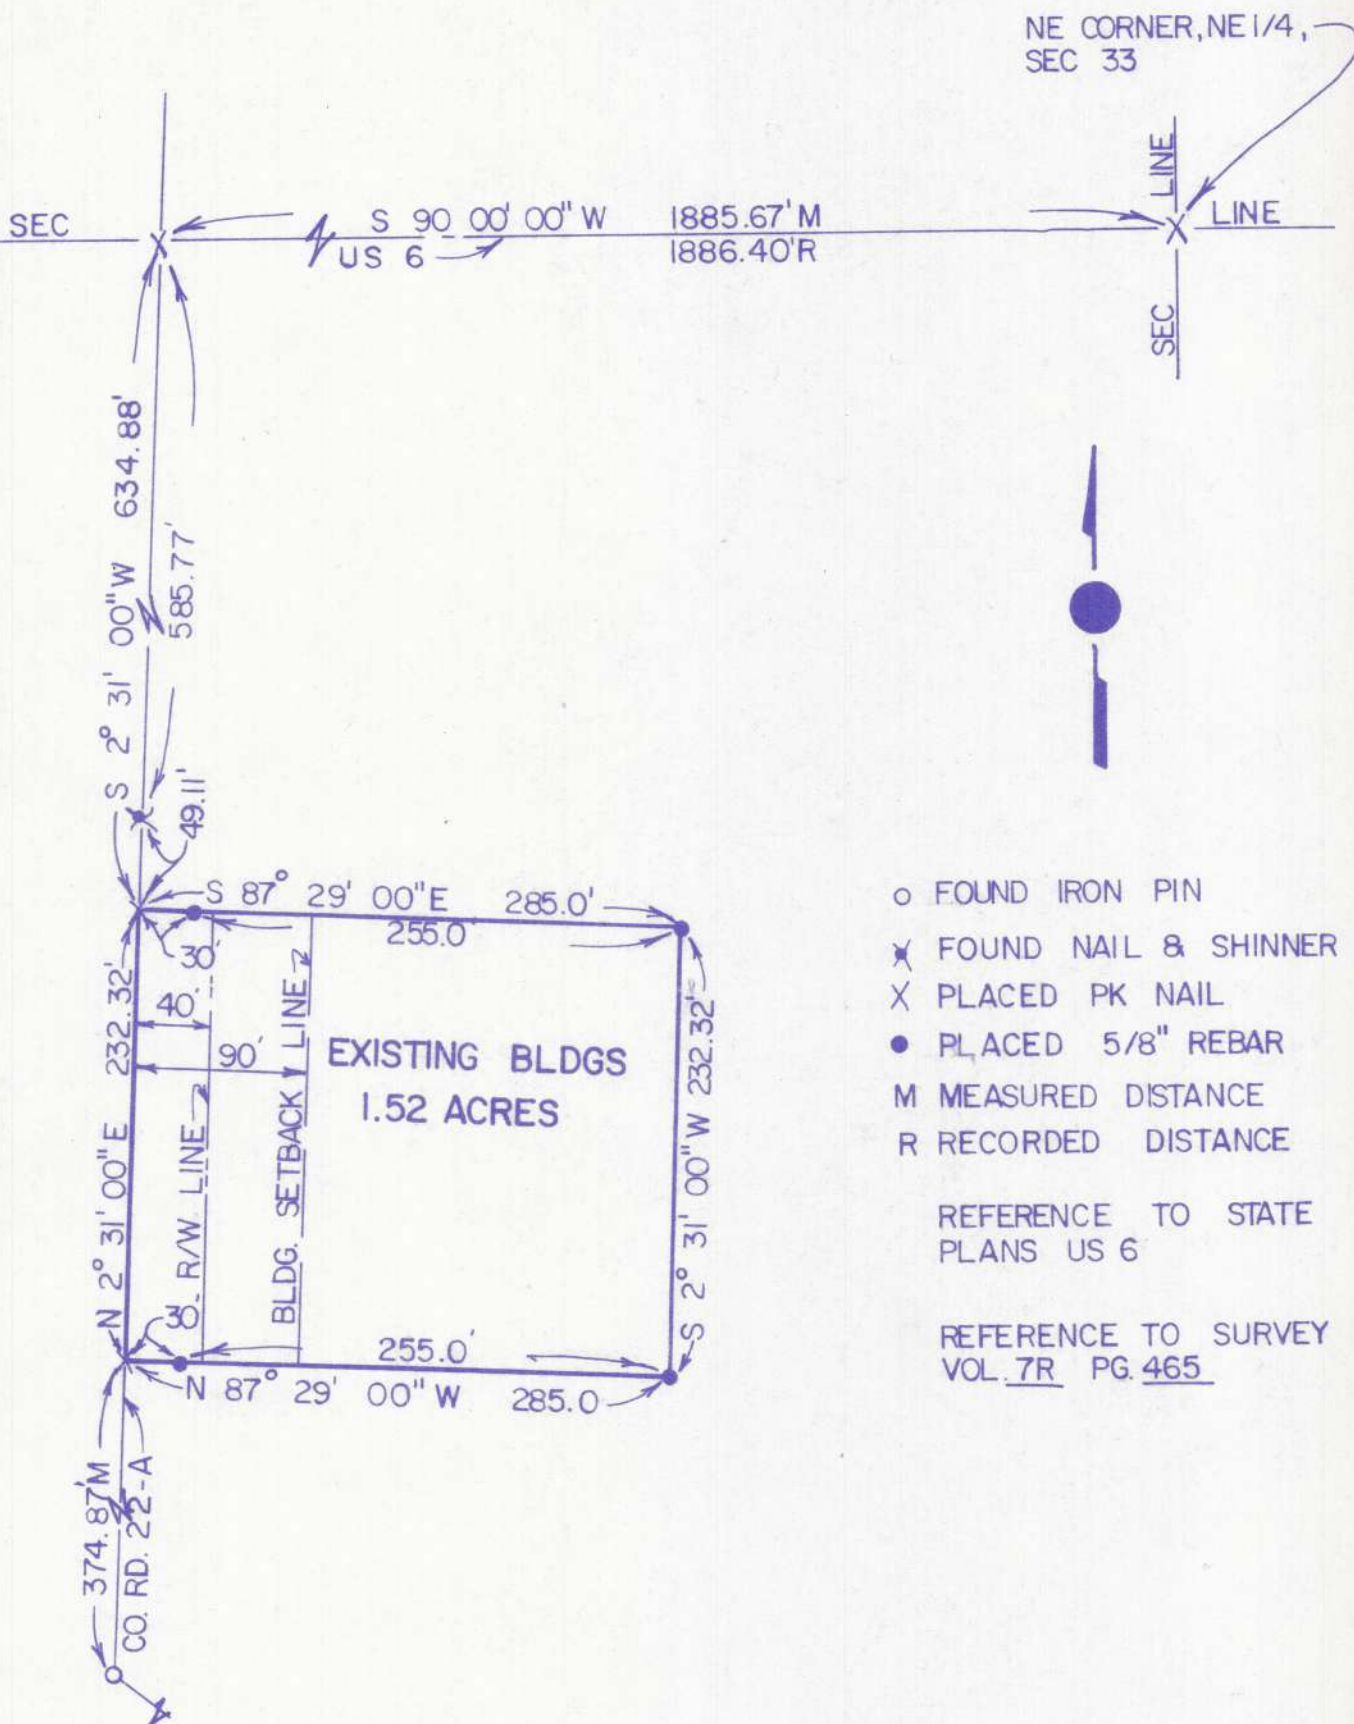 NE CORNER, NE 1/4,
SEC 33
SEC
S 90 00' 00" W 1885.67' M
US 6 1886.40' R
LINE
LINE
SEC
S 2° 31' 00" W 634.88'
585.77'
49.11'
S 87° 29' 00" E 285.0'
255.0
30'
232.32'
40.
90'
EXISTING BLDGS
1.52 ACRES
232.32'
N 2° 31' 00" E
R/W LINE
BLDG. SETBACK LINE
S 2° 31' 00" W
30.
255.0'
N 87° 29' 00" W 285.0
374.87' M
CO. RD. 22-A
O FOUND IRON PIN
FOUND NAIL & SHINNER
X PLACED PK NAIL
● PLACED 5/8" REBAR
M MEASURED DISTANCE
R RECORDED DISTANCE
REFERENCE TO STATE
PLANS US 6
REFERENCE TO SURVEY
VOL. 7R PG. 465